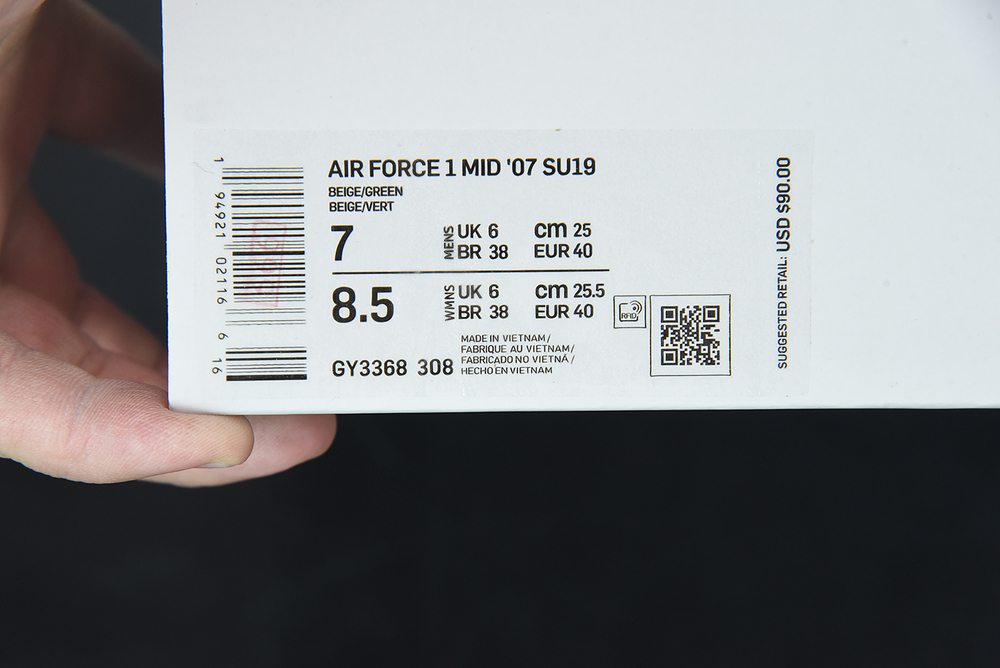 AIR FORCE 1 MID '07 SU19
BEIGE/GREEN
BEIGE/VERT
7
MENS
UK 6 cm 25
BR 38 EUR 40
8.5
WMNS
UK 6 cm 25.5
BR 38 EUR 40
RFID
MADE IN VIETNAM/
FABRIQUE AU VIETNAM/
FABRICADO NO VIETNÃ/
HECHO EN VIETNAM
GY3368 308
1 94921 02116 6 16
SUGGESTED RETAIL: USD $90.00